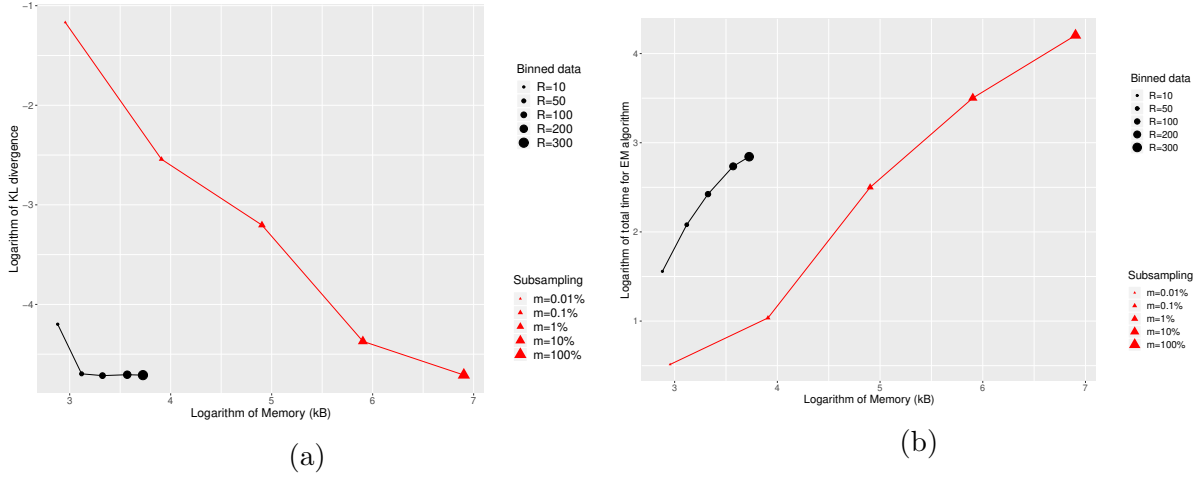 −1
−2
−3
−4
3
4
5
6
7
Logarithm of Memory (kB)
Logarithm of KL divergence
Binned data
R=10
R=50
R=100
R=200
R=300
Subsampling
m=0.01%
m=0.1%
m=1%
m=10%
m=100%
(a)
4
3
2
1
3
4
5
6
7
Logarithm of Memory (kB)
Logarithm of total time for EM algorithm
Binned data
R=10
R=50
R=100
R=200
R=300
Subsampling
m=0.01%
m=0.1%
m=1%
m=10%
m=100%
(b)